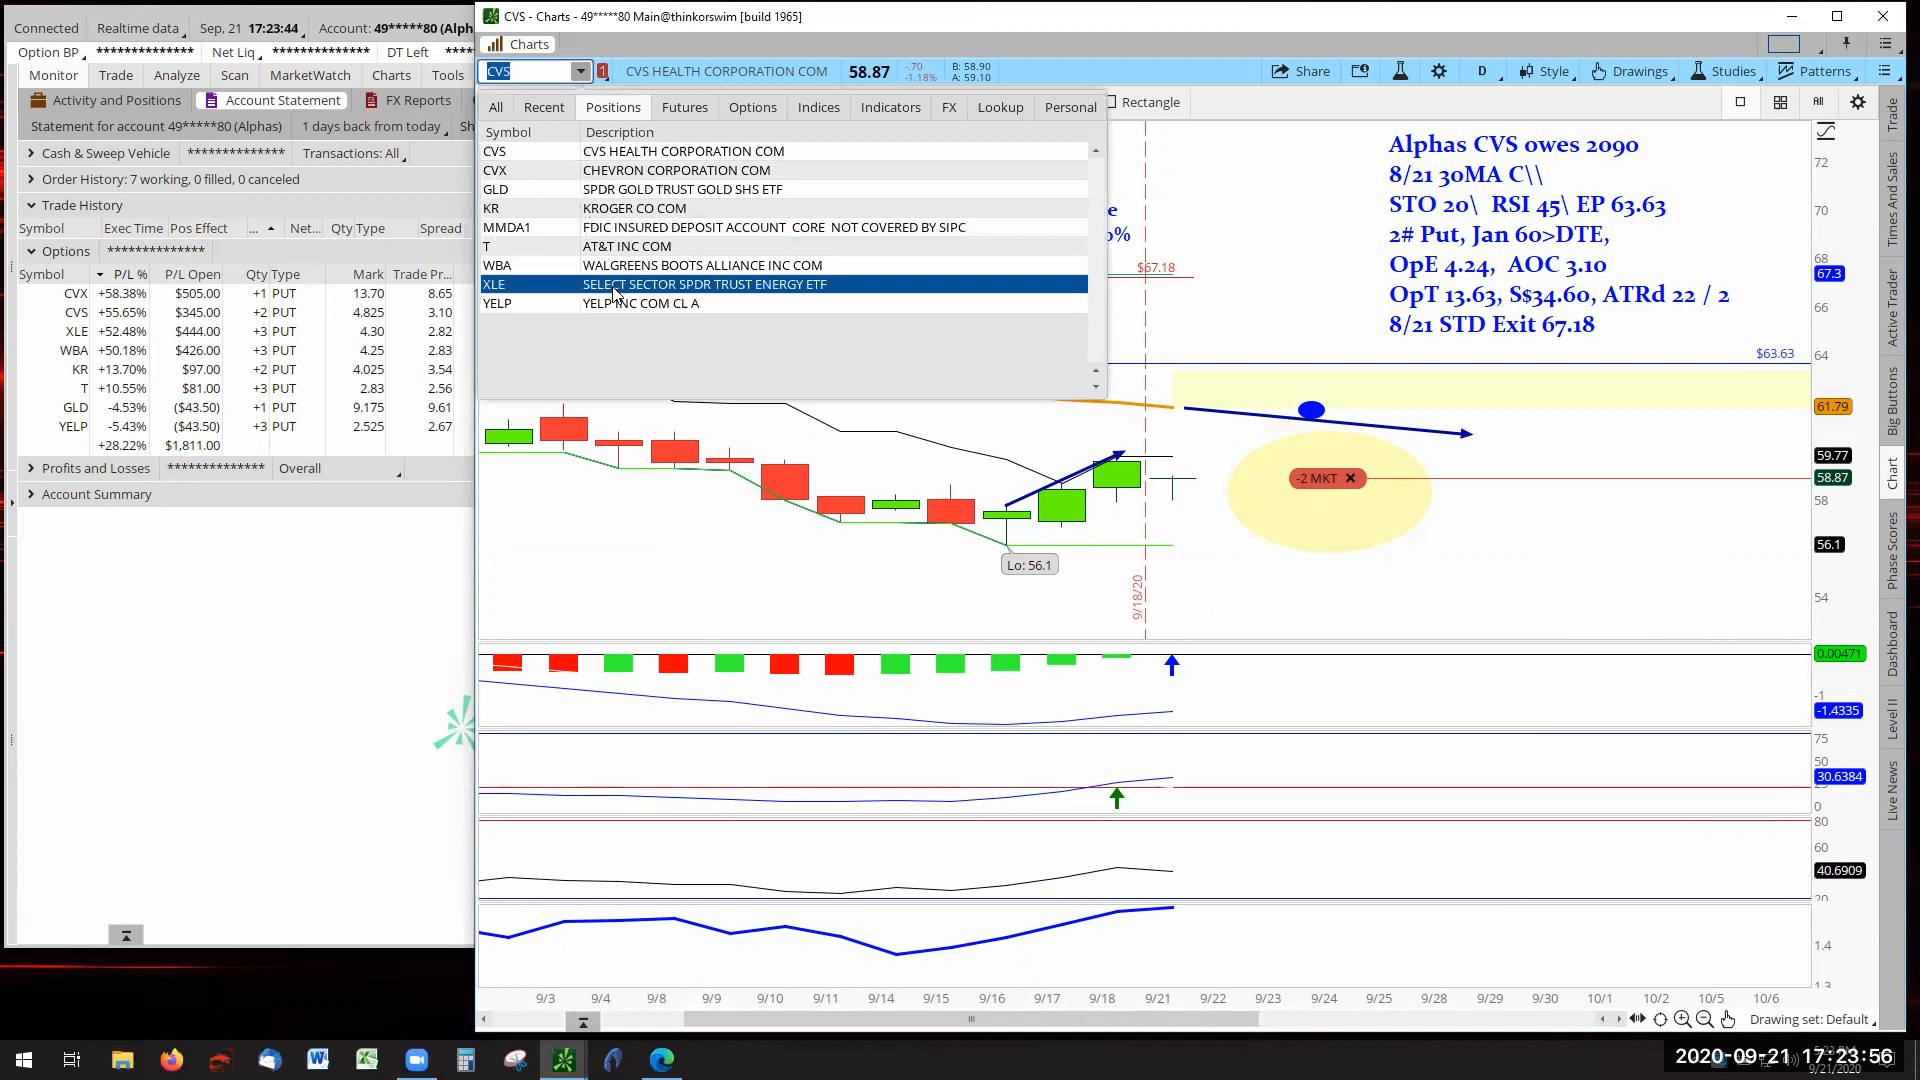 Connected Realtime data Sep, 21 17:23:44 Account: 49*****80 (Alph
Option BP ************** Net Liq ************** DT Left
Monitor Trade Analyze Scan MarketWatch Charts Tools
Activity and Positions Account Statement FX Reports
Statement for account 49*****80 (Alphas) 1 days back from today Sh
Cash & Sweep Vehicle ************** Transactions: All
Order History: 7 working, 0 filled, 0 canceled
Trade History
Symbol Exec Time Pos Effect ... Net... Qty Type Spread
Options **************
Symbol P/L % P/L Open Qty Type Mark Trade Pr...
CVX +58.38% $505.00 +1 PUT 13.70 8.65
CVS +55.65% $345.00 +2 PUT 4.825 3.10
XLE +52.48% $444.00 +3 PUT 4.30 2.82
WBA +50.18% $426.00 +3 PUT 4.25 2.83
KR +13.70% $97.00 +2 PUT 4.025 3.54
T +10.55% $81.00 +3 PUT 2.83 2.56
GLD -4.53% ($43.50) +1 PUT 9.175 9.61
YELP -5.43% ($43.50) +3 PUT 2.525 2.67
+28.22% $1,811.00
Profits and Losses ************** Overall
Account Summary
CVS - Charts - 49*****80 Main@thinkorswim [build 1965]
Charts
CVS 1 CVS HEALTH CORPORATION COM 58.87 -.70 -1.18% B: 58.90 A: 59.10 Share D Style Drawings Studies Patterns
All Recent Positions Futures Options Indices Indicators FX Lookup Personal Rectangle All
Symbol Description
CVS CVS HEALTH CORPORATION COM
CVX CHEVRON CORPORATION COM
GLD SPDR GOLD TRUST GOLD SHS ETF
KR KROGER CO COM
MMDA1 FDIC INSURED DEPOSIT ACCOUNT CORE NOT COVERED BY SIPC
T AT&T INC COM
WBA WALGREENS BOOTS ALLIANCE INC COM
XLE SELECT SECTOR SPDR TRUST ENERGY ETF
YELP YELP INC COM CL A
Alphas CVS owes 2090
8/21 30MA C\\
STO 20\ RSI 45\ EP 63.63
2# Put, Jan 60>DTE,
OpE 4.24, AOC 3.10
OpT 13.63, S$34.60, ATRd 22 / 2
8/21 STD Exit 67.18
$67.18
$63.63
-2 MKT
Lo: 56.1
9/18/20
72
70
68
67.3
66
64
61.79
59.77
58.87
58
56.1
54
0.00471
-1
-1.4335
75
50
30.6384
0
80
60
40.6909
20
1.4
1.3
9/3 9/4 9/8 9/9 9/10 9/11 9/14 9/15 9/16 9/17 9/18 9/21 9/22 9/23 9/24 9/25 9/28 9/29 9/30 10/1 10/2 10/5 10/6
Drawing set: Default
Trade
Times And Sales
Active Trader
Big Buttons
Chart
Phase Scores
Dashboard
Level II
Live News
2020-09-21 17:23:56
9/21/2020